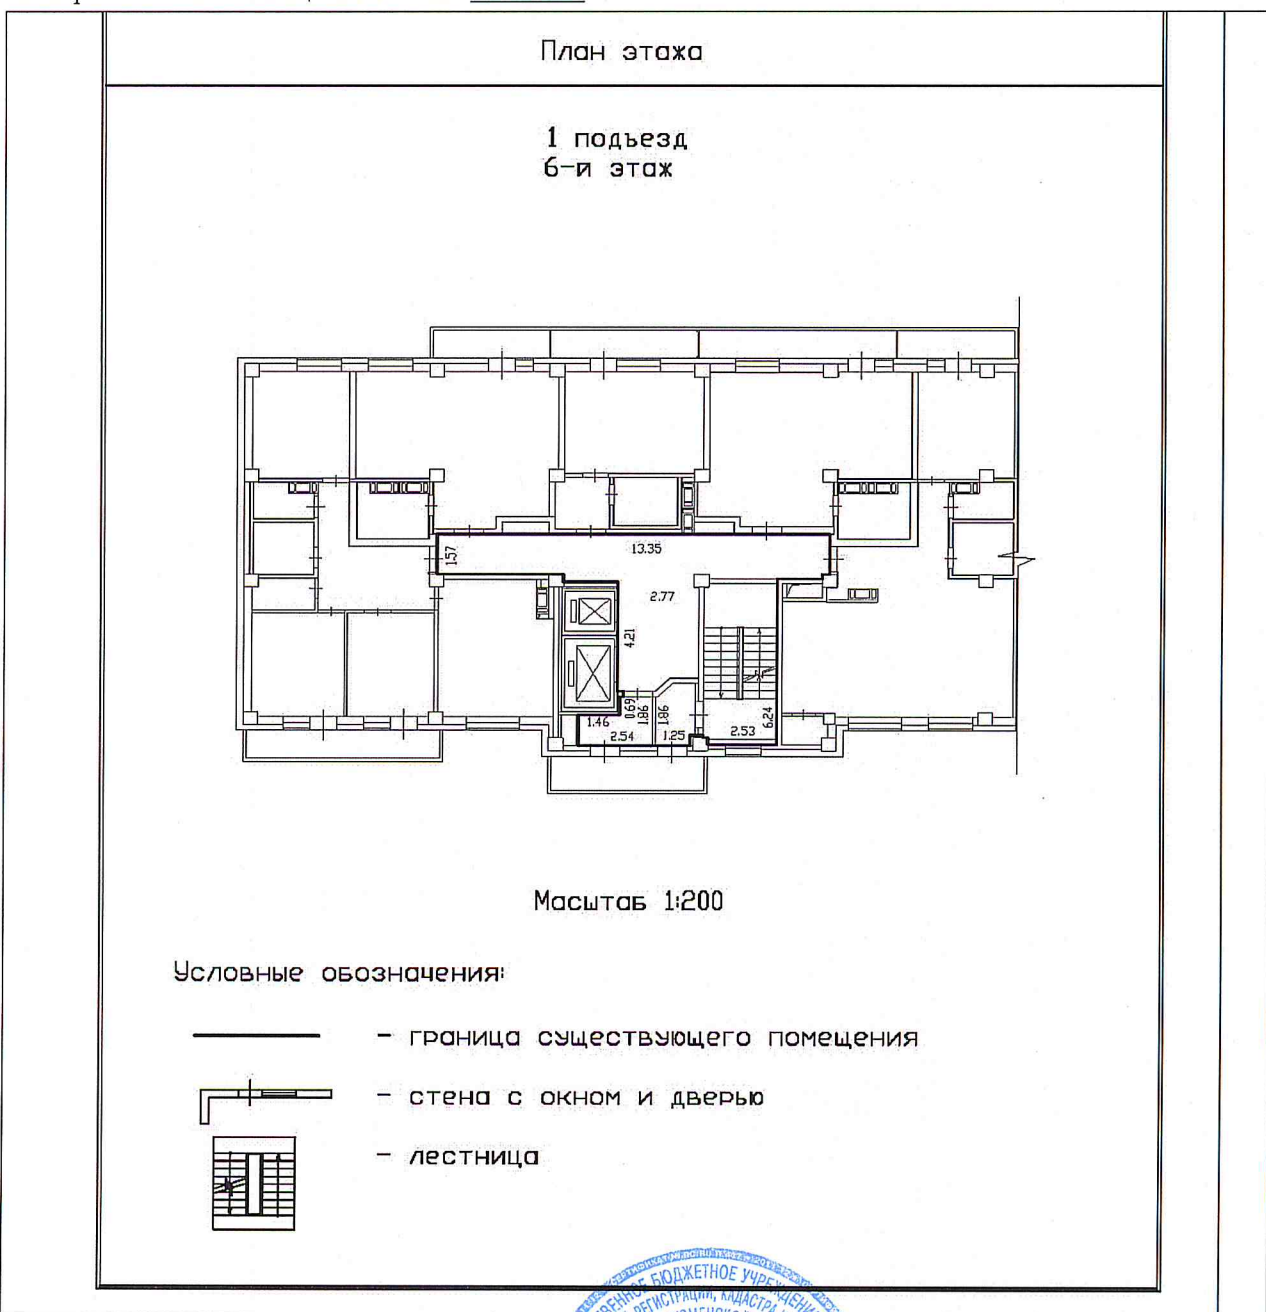 План этажа
1 подъезд
6-и этаж
13.35
1.57
2.77
4.21
0.69
1.86
1.86
6.24
1.46
2.54
1.25
2.53
Масштаб 1:200
Условные обозначения:
- граница существующего помещения
- стена с окном и дверью
- лестница
БЮДЖЕТНОЕ
РЕГИСТРАЦИИ, КАДАСТРА